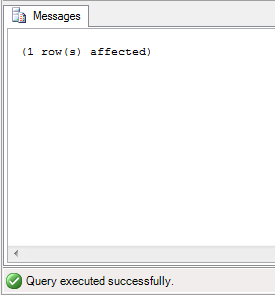 Messages
(1 row(s) affected)
Query executed successfully.